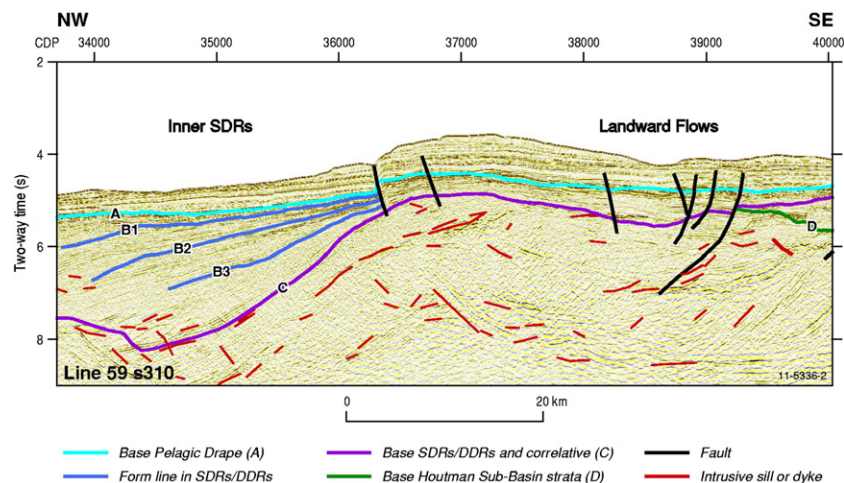 NW SE
CDP 34000 35000 36000 37000 38000 39000 40000
2
Inner SDRs Landward Flows
4
A
B1
B2
B3
C
D
6
8
Two-way time (s)
Line 59 s310 11-5336-2
0 20 km
Base Pelagic Drape (A) Base SDRs/DDRs and correlative (C) Fault
Form line in SDRs/DDRs Base Houtman Sub-Basin strata (D) Intrusive sill or dyke